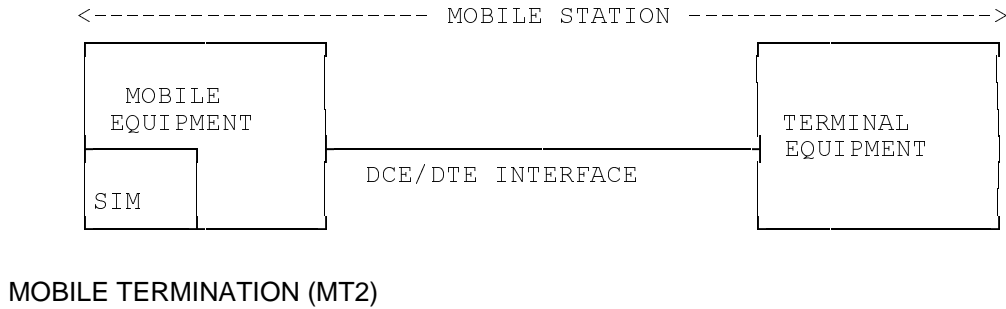 <-------------------- MOBILE STATION ------------------->
MOBILE
EQUIPMENT
TERMINAL
EQUIPMENT
DCE/DTE INTERFACE
SIM
MOBILE TERMINATION (MT2)